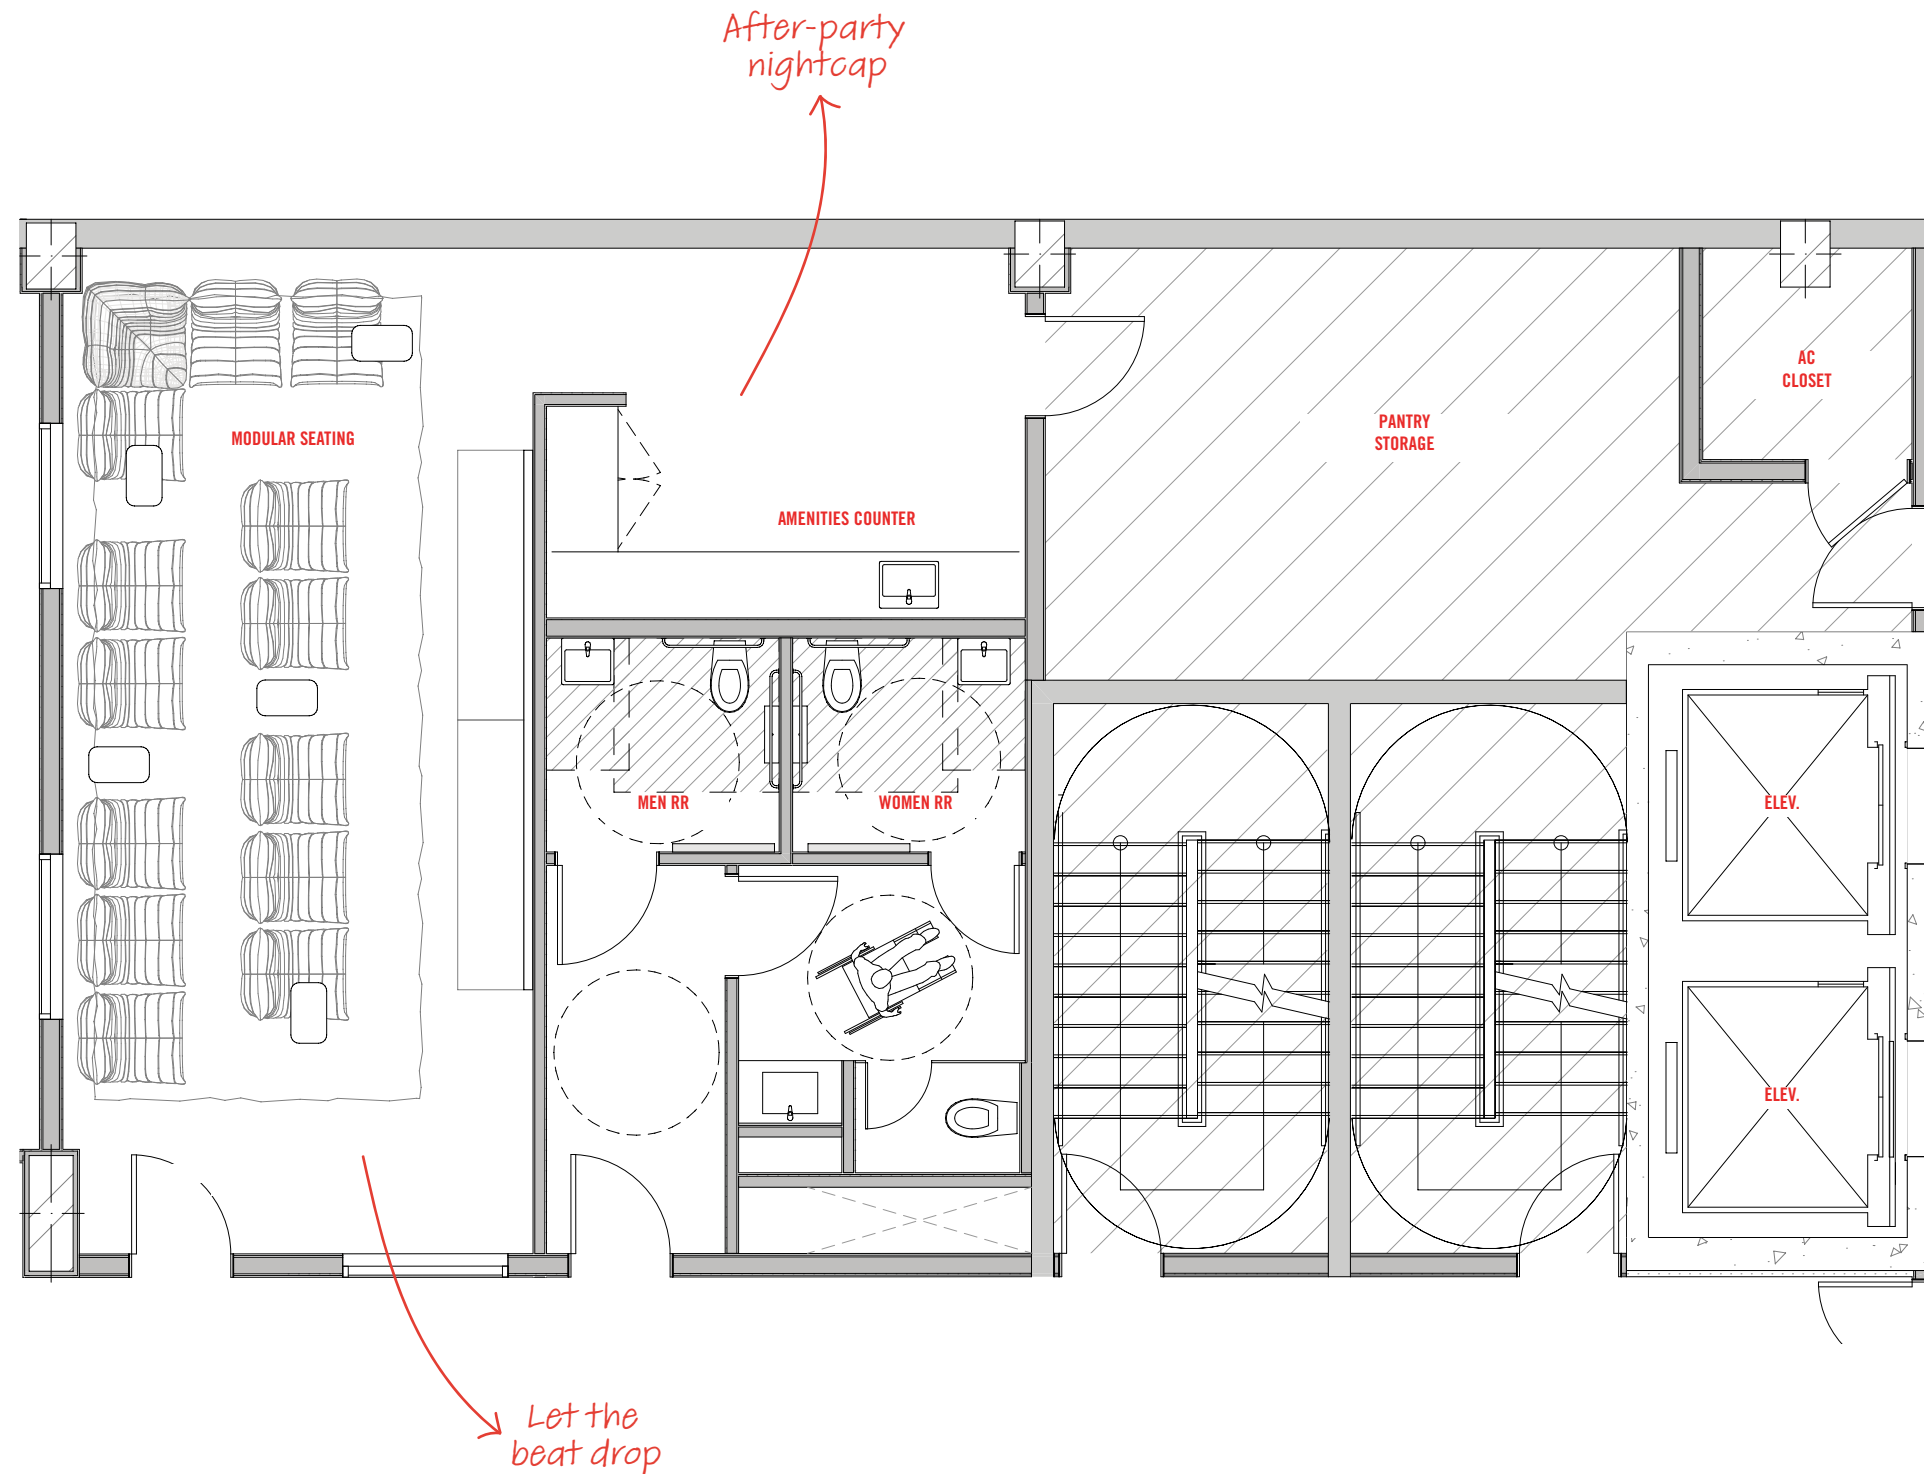 After-party
nightcap
AC
CLOSET
PANTRY
STORAGE
MODULAR SEATING
AMENITIES COUNTER
MEN RR
WOMEN RR
ELEV.
ELEV.
Let the
beat drop